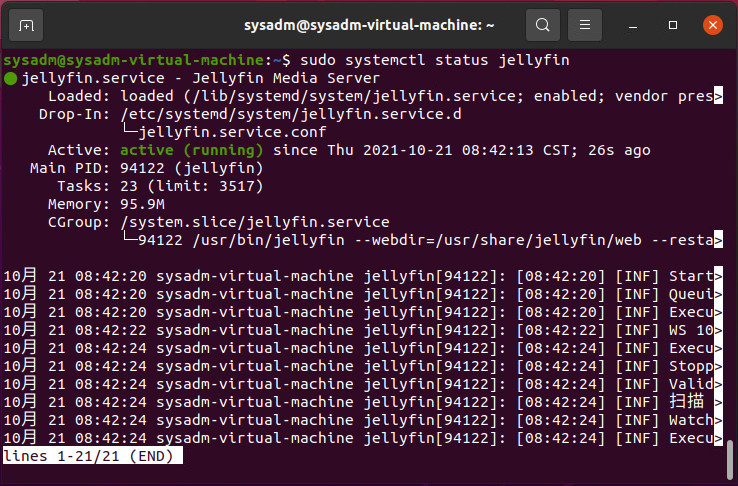 sysadm@sysadm-virtual-machine: ~
sysadm@sysadm-virtual-machine:~$ sudo systemctl status jellyfin
● jellyfin.service - Jellyfin Media Server
     Loaded: loaded (/lib/systemd/system/jellyfin.service; enabled; vendor pres>
    Drop-In: /etc/systemd/system/jellyfin.service.d
             └─jellyfin.service.conf
     Active: active (running) since Thu 2021-10-21 08:42:13 CST; 26s ago
   Main PID: 94122 (jellyfin)
      Tasks: 23 (limit: 3517)
     Memory: 95.9M
     CGroup: /system.slice/jellyfin.service
             └─94122 /usr/bin/jellyfin --webdir=/usr/share/jellyfin/web --resta>
10月 21 08:42:20 sysadm-virtual-machine jellyfin[94122]: [08:42:20] [INF] Start>
10月 21 08:42:20 sysadm-virtual-machine jellyfin[94122]: [08:42:20] [INF] Queui>
10月 21 08:42:20 sysadm-virtual-machine jellyfin[94122]: [08:42:20] [INF] Execu>
10月 21 08:42:22 sysadm-virtual-machine jellyfin[94122]: [08:42:22] [INF] WS 10>
10月 21 08:42:24 sysadm-virtual-machine jellyfin[94122]: [08:42:24] [INF] Execu>
10月 21 08:42:24 sysadm-virtual-machine jellyfin[94122]: [08:42:24] [INF] Stopp>
10月 21 08:42:24 sysadm-virtual-machine jellyfin[94122]: [08:42:24] [INF] Valid>
10月 21 08:42:24 sysadm-virtual-machine jellyfin[94122]: [08:42:24] [INF] 扫描 >
10月 21 08:42:24 sysadm-virtual-machine jellyfin[94122]: [08:42:24] [INF] Watch>
10月 21 08:42:24 sysadm-virtual-machine jellyfin[94122]: [08:42:24] [INF] Execu>
lines 1-21/21 (END)